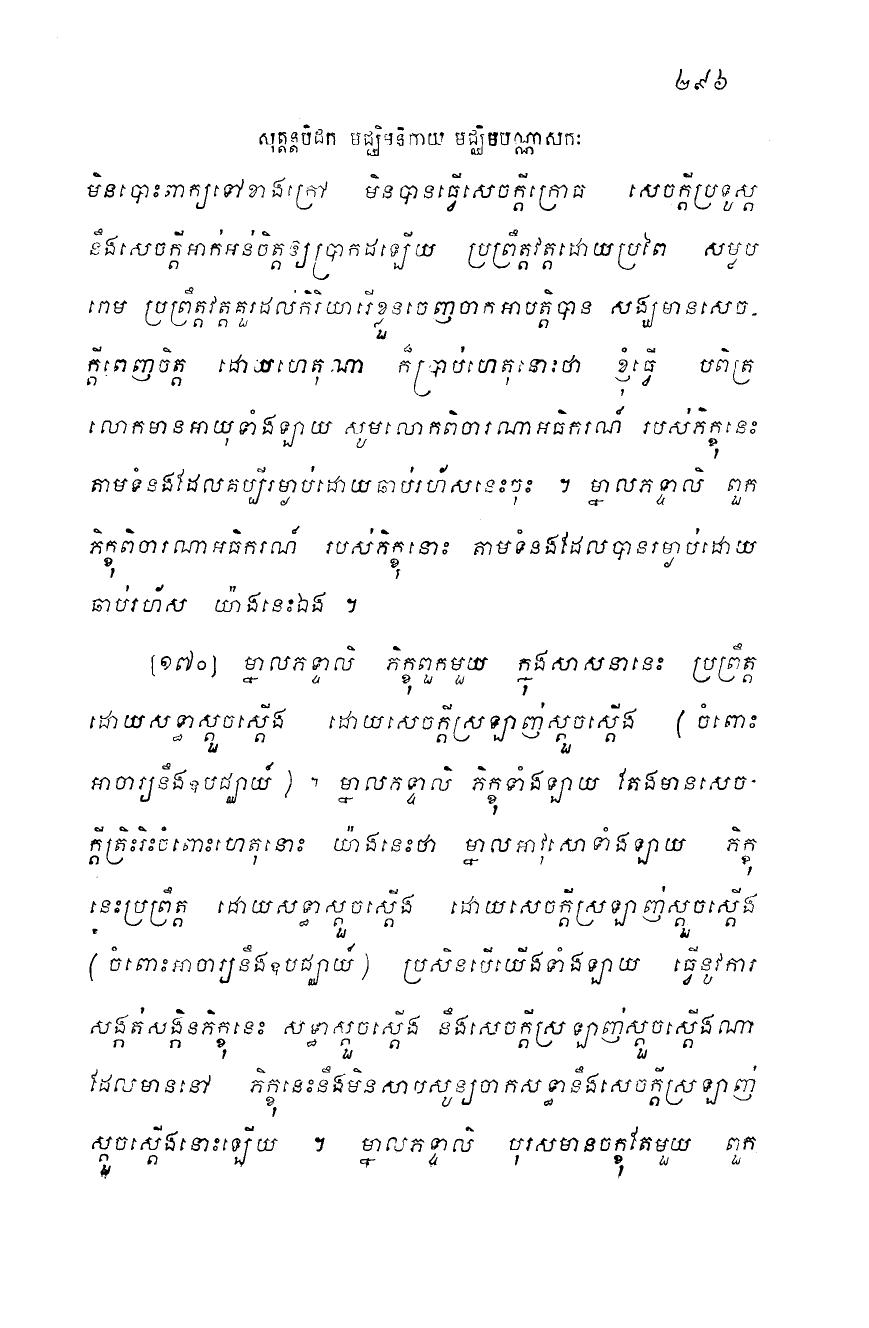 ២៩៦
សុត្តន្តបិដក មជ្ឈិមនិកាយ មជ្ឈិមបណ្ណាសកៈ
មិនបោះពាក្យទៅខាងក្រៅ មិនបានធ្វើសេចក្តីក្រោធ សេចក្តីប្រទូស្ត
នឹងសេចក្តីអាក់អន់ចិត្តឲ្យប្រាកដឡើយ ប្រព្រឹត្តវត្តដោយប្រពៃ សម្ងប
រោម ប្រព្រឹត្តវត្តគួរដល់កិរិយារើខ្លួនចេញចាកអាបត្តិបាន សង្ឃមានសេច-
ក្តីពេញចិត្ត ដោយហេតុណា ក៏ប្រាប់ហេតុនោះថា ខ្ញុំធ្វើ បពិត្រ
លោកមានអាយុទាំងឡាយ សូមលោកពិចារណាអធិករណ៍ របស់ភិក្ខុនេះ
តាមទំនងដែលគប្បីរម្ងាប់ដោយឆាប់រហ័សនេះចុះ ។ ម្នាលភទ្ទាលិ ពួក
ភិក្ខុពិចារណាអធិករណ៍ របស់ភិក្ខុនោះ តាមទំនងដែលបានរម្ងាប់ដោយ
ឆាប់រហ័ស យ៉ាងនេះឯង ។
[១៧០] ម្នាលភទ្ទាលិ ភិក្ខុពួកមួយ ក្នុងសាសនានេះ ប្រព្រឹត្ត
ដោយសទ្ធាស្តួចស្តើង ដោយសេចក្តីស្រឡាញ់ស្តួចស្តើង (ចំពោះ
អាចារ្យនឹងឧបជ្ឈាយ៍) ។ ម្នាលភទ្ទាលិ ភិក្ខុទាំងឡាយ តែងមានសេច-
ក្តីត្រិះរិះចំពោះហេតុនោះ យ៉ាងនេះថា ម្នាលអាវុសោទាំងឡាយ ភិក្ខុ
នេះប្រព្រឹត្ត ដោយសទ្ធាស្តួចស្តើង ដោយសេចក្តីស្រឡាញ់ស្តួចស្តើង
(ចំពោះអាចារ្យនឹងឧបជ្ឈាយ៍) ប្រសិនបើយើងទាំងឡាយ ធ្វើនូវការ
សង្កត់សង្កិនភិក្ខុនេះ សទ្ធាស្តួចស្តើង នឹងសេចក្តីស្រឡាញ់ស្តួចស្តើងណា
ដែលមាននៅ ភិក្ខុនេះនឹងមិនសាបសូន្យចាកសទ្ធានឹងសេចក្តីស្រឡាញ់
ស្តួចស្តើងនោះឡើយ ។ ម្នាលភទ្ទាលិ បុរសមានចក្ខុតែមួយ ពួក